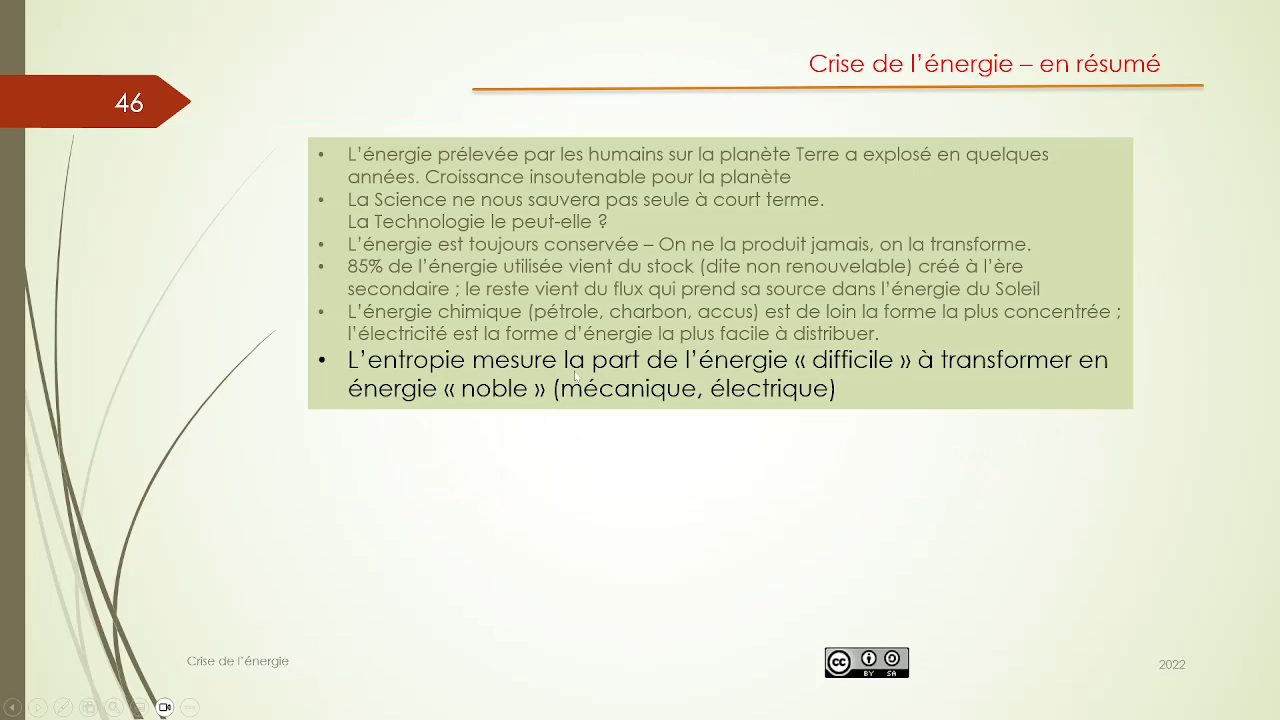 Crise de l’énergie – en résumé
46
• L’énergie prélevée par les humains sur la planète Terre a explosé en quelques
années. Croissance insoutenable pour la planète
• La Science ne nous sauvera pas seule à court terme.
La Technologie le peut-elle ?
• L’énergie est toujours conservée – On ne la produit jamais, on la transforme.
• 85% de l’énergie utilisée vient du stock (dite non renouvelable) créé à l’ère
secondaire ; le reste vient du flux qui prend sa source dans l’énergie du Soleil
• L’énergie chimique (pétrole, charbon, accus) est de loin la forme la plus concentrée ;
l’électricité est la forme d’énergie la plus facile à distribuer.
• L’entropie mesure la part de l’énergie « difficile » à transformer en
énergie « noble » (mécanique, électrique)
Crise de l’énergie
cc
BY SA
2022